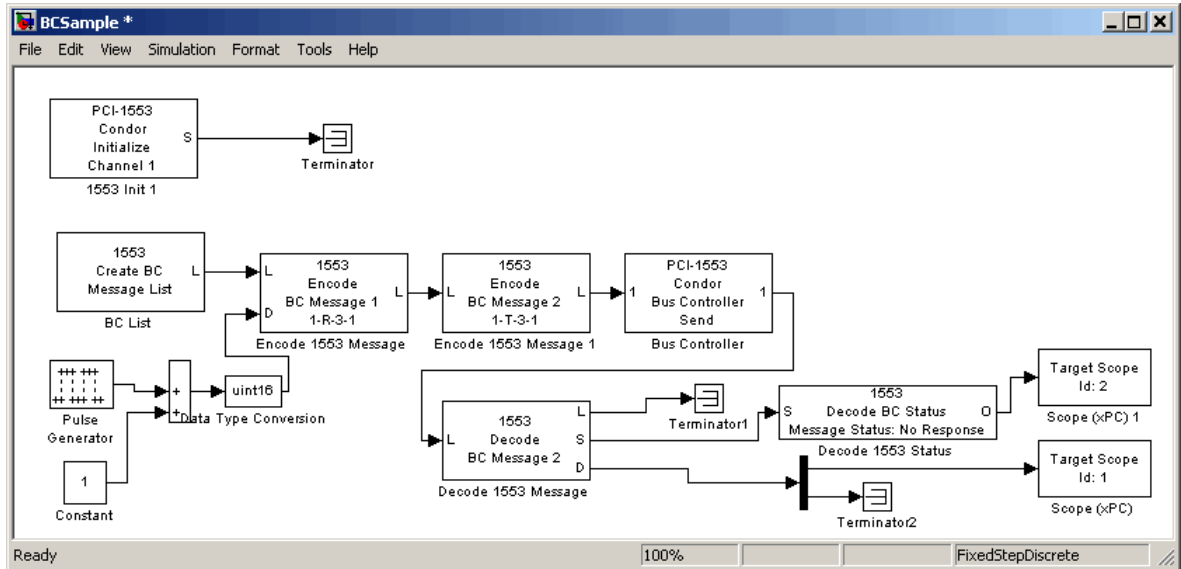 BCSample *
File Edit View Simulation Format Tools Help
PCI-1553
Condor
Initialize
Channel 1
S
1553 Init 1
Terminator
1553
Create BC
Message List
L
BC List
L
D
1553
Encode
BC Message 1
1-R-3-1
L
Encode 1553 Message
L
1553
Encode
BC Message 2
1-T-3-1
L
Encode 1553 Message 1
1
PCI-1553
Condor
Bus Controller
Send
1
Bus Controller
Pulse
Generator
+
+
uint16
Data Type Conversion
1
Constant
L
1553
Decode
BC Message 2
L
S
D
Decode 1553 Message
Terminator1
S
1553
Decode BC Status
Message Status: No Response
O
Decode 1553 Status
Target Scope
Id: 2
Scope (xPC) 1
Target Scope
Id: 1
Scope (xPC)
Terminator2
Ready
100%
FixedStepDiscrete